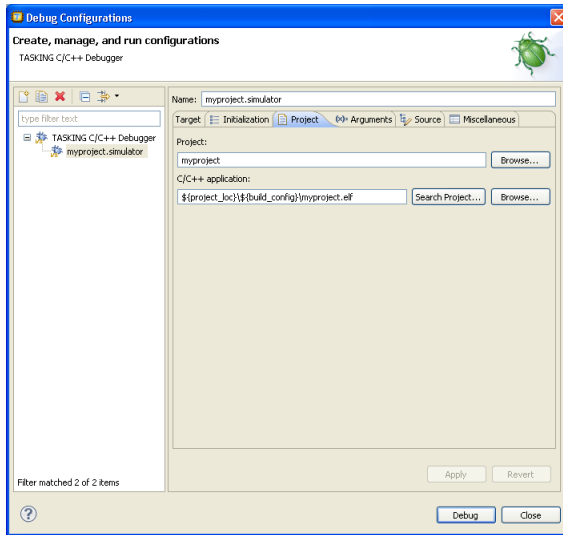 Debug Configurations
Create, manage, and run configurations
TASKING C/C++ Debugger
type filter text
TASKING C/C++ Debugger
myproject.simulator
Filter matched 2 of 2 items
Name: myproject.simulator
Target Initialization Project (x)= Arguments Source Miscellaneous
Project:
myproject Browse...
C/C++ application:
${project_loc}\${build_config}\myproject.elf Search Project... Browse...
Apply Revert
? Debug Close